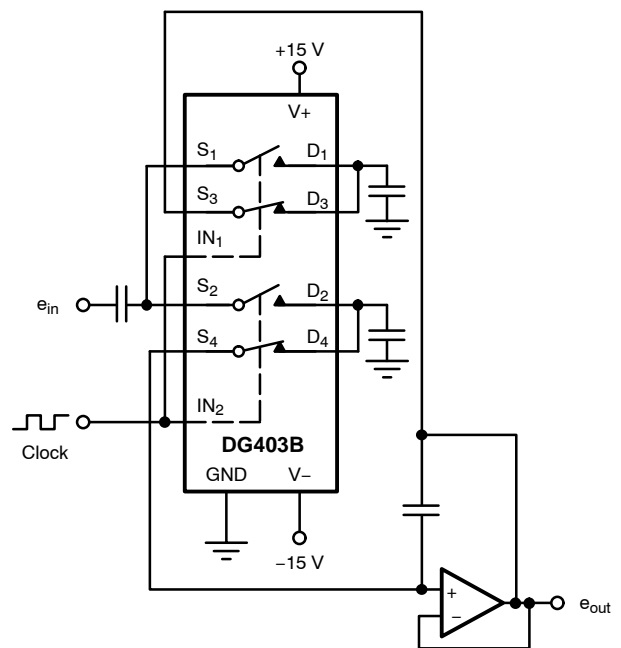 +15 V
V+
S1
D1
S3
D3
IN1
ein
S2
D2
S4
D4
IN2
Clock
DG403B
GND
V−
−15 V
+
−
eout